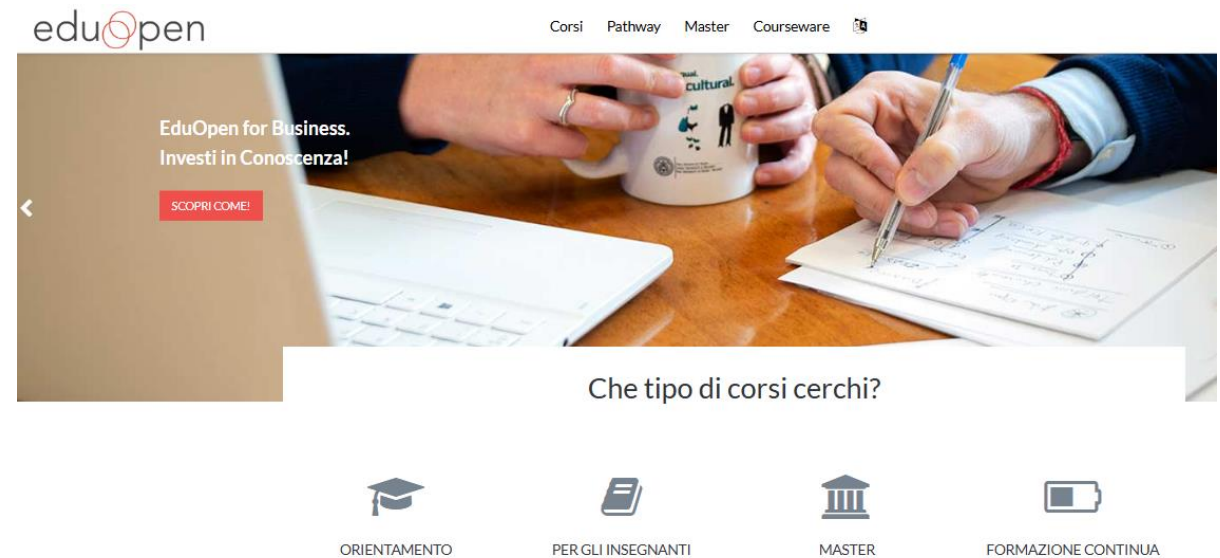 eduOpen
Corsi Pathway Master Courseware
EduOpen for Business.
Investi in Conoscenza!
SCOPRI COME!
cultural.
Che tipo di corsi cerchi?
ORIENTAMENTO PER GLI INSEGNANTI MASTER FORMAZIONE CONTINUA